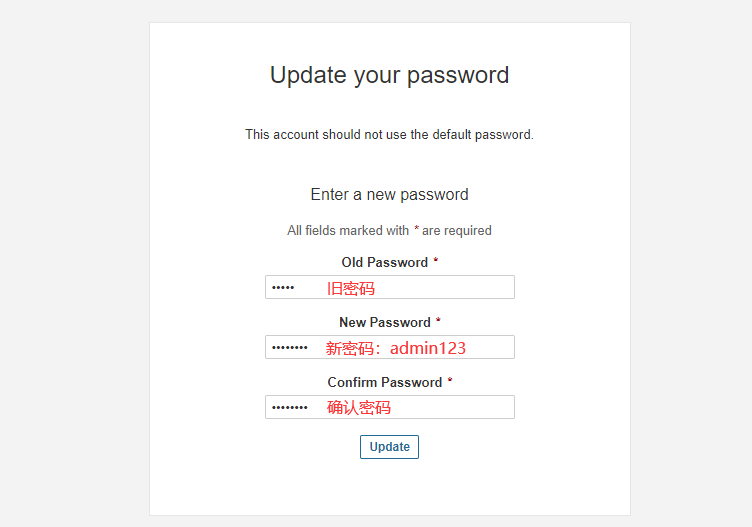 Update your password
This account should not use the default password.
Enter a new password
All fields marked with * are required
Old Password *
••••• 旧密码
New Password *
•••••••• 新密码：admin123
Confirm Password *
•••••••• 确认密码
Update